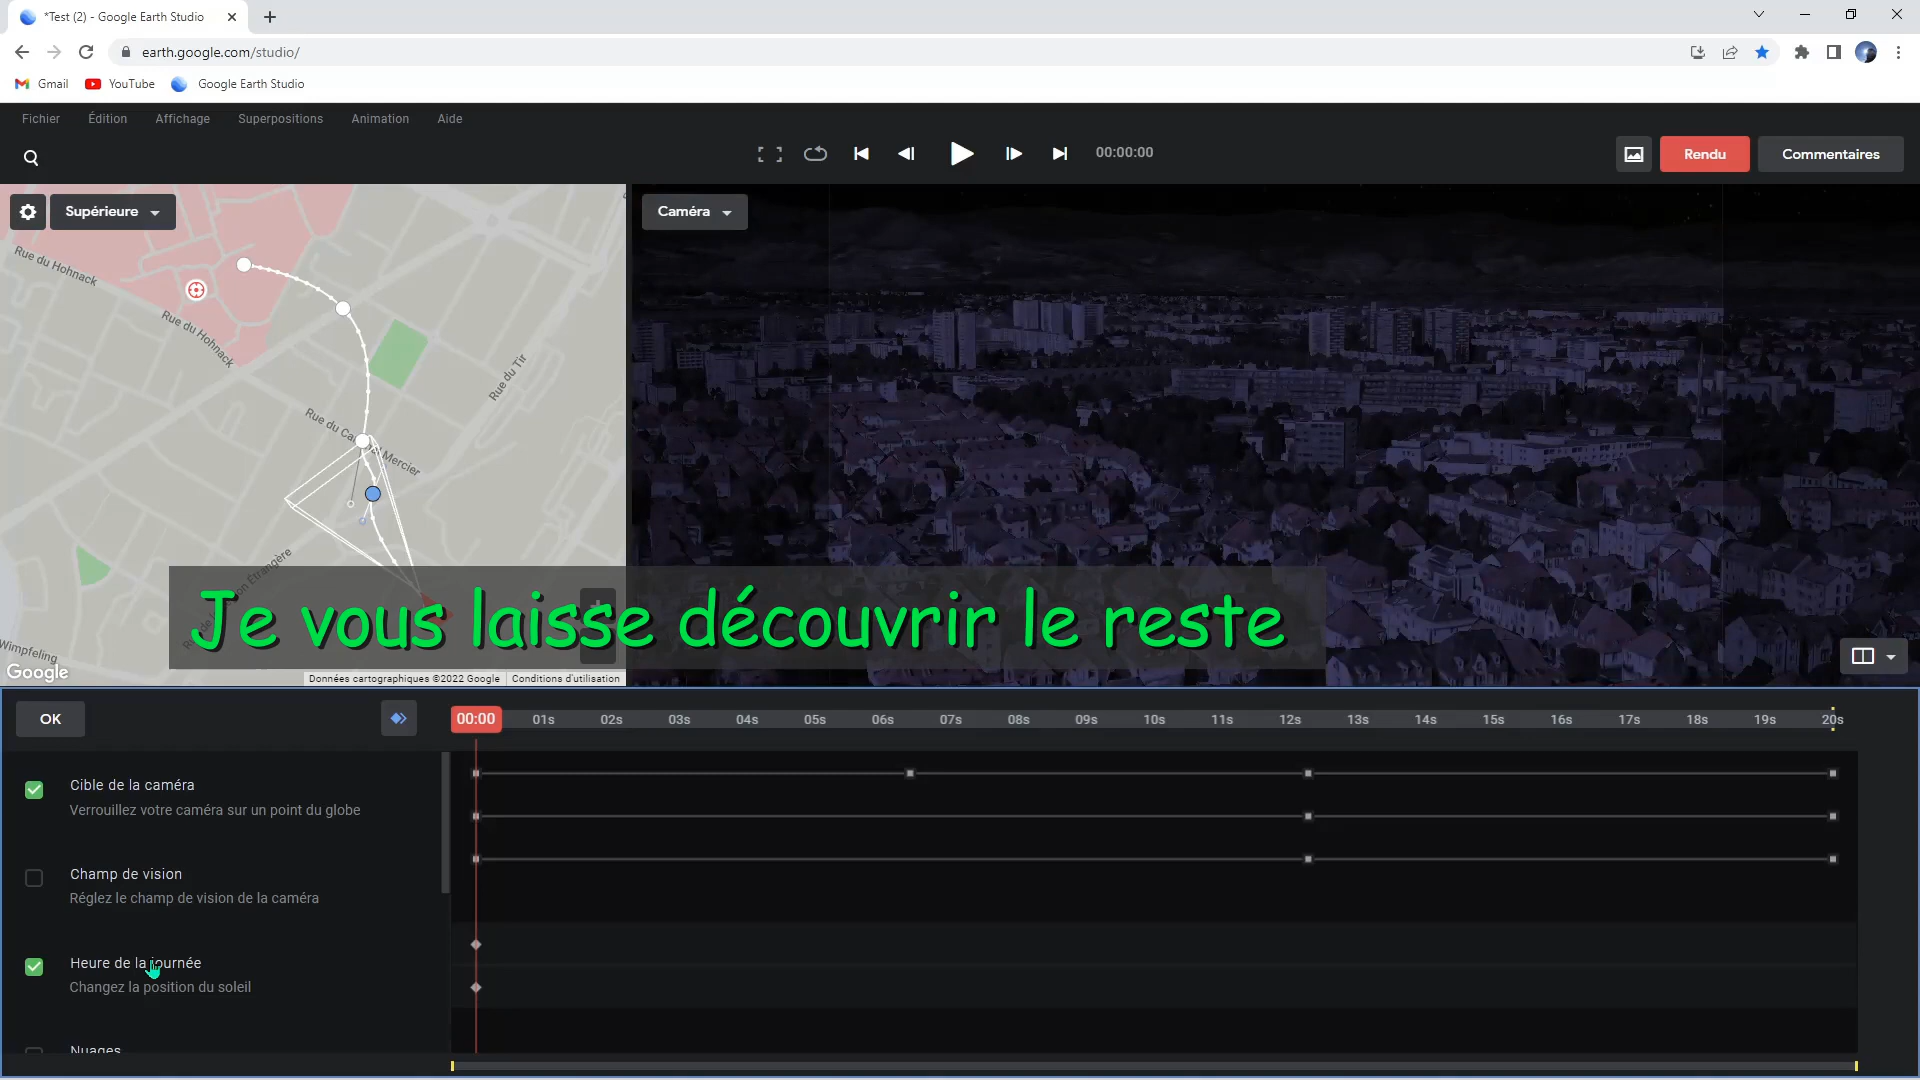 *Test (2) - Google Earth Studio
earth.google.com/studio/
Gmail
YouTube
Google Earth Studio
Fichier
Édition
Affichage
Superpositions
Animation
Aide
00:00:00
Rendu
Commentaires
Supérieure
Caméra
Rue du Hohnack
Rue du Hohnack
Rue du Tir
Mercier
Étrangère
Wimpfeling
Google
Données cartographiques ©2022 Google
Conditions d'utilisation
Je vous laisse découvrir le reste
OK
00:00 01s 02s 03s 04s 05s 06s 07s 08s 09s 10s 11s 12s 13s 14s 15s 16s 17s 18s 19s 20s
Cible de la caméra
Verrouillez votre caméra sur un point du globe
Champ de vision
Réglez le champ de vision de la caméra
Heure de la journée
Changez la position du soleil
Nuages